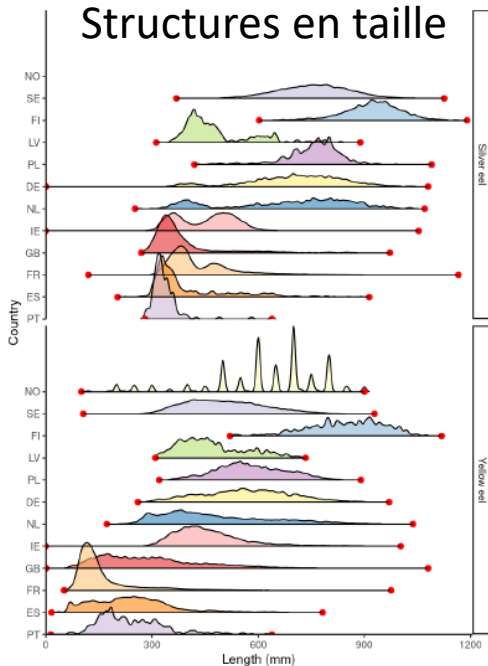 Structures en taille
NO
SE
FI
LV
PL
DE
NL
IE
GB
FR
ES
PT
Silver eel
Country
NO
SE
FI
LV
PL
DE
NL
IE
GB
FR
ES
PT
Yellow eel
0 300 600 900 1200
Length (mm)